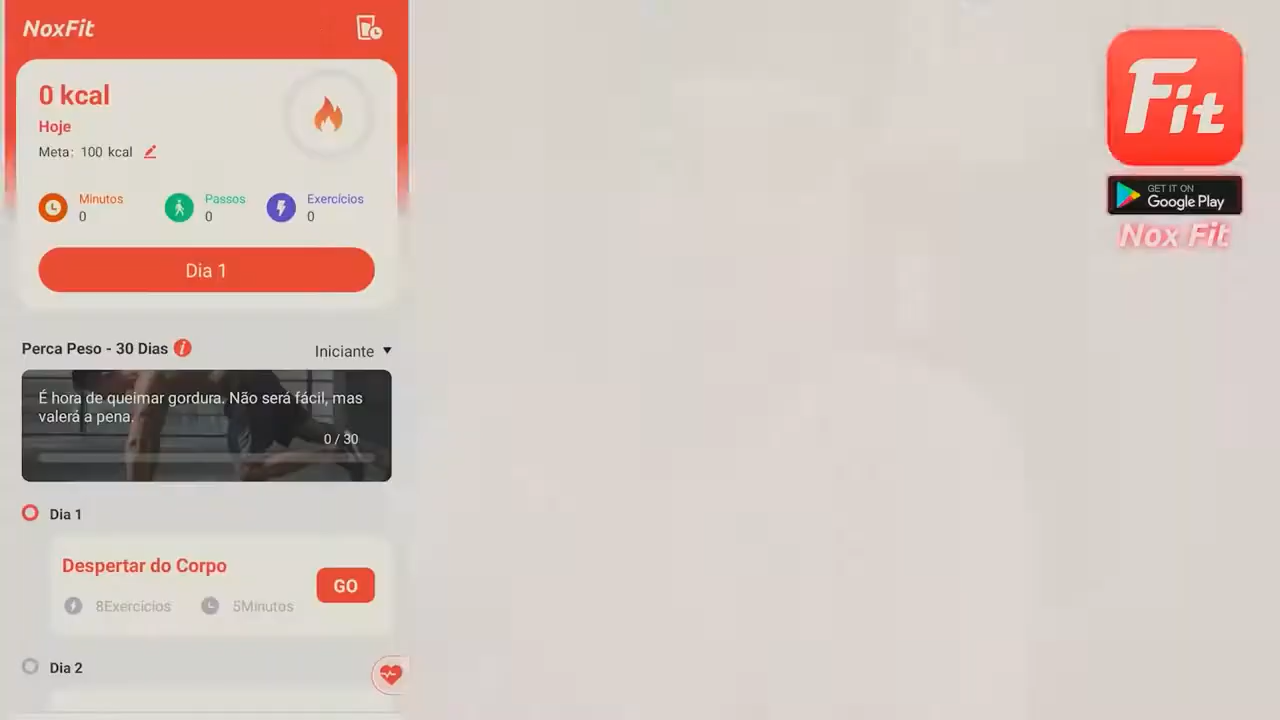 NoxFit
0 kcal
Hoje
Meta: 100 kcal
Minutos
0
Passos
0
Exercícios
0
Dia 1
Perca Peso - 30 Dias i
Iniciante
É hora de queimar gordura. Não será fácil, mas
valerá a pena.
0 / 30
Dia 1
Despertar do Corpo
8Exercícios
5Minutos
GO
Dia 2
Fit
GET IT ON
Google Play
Nox Fit